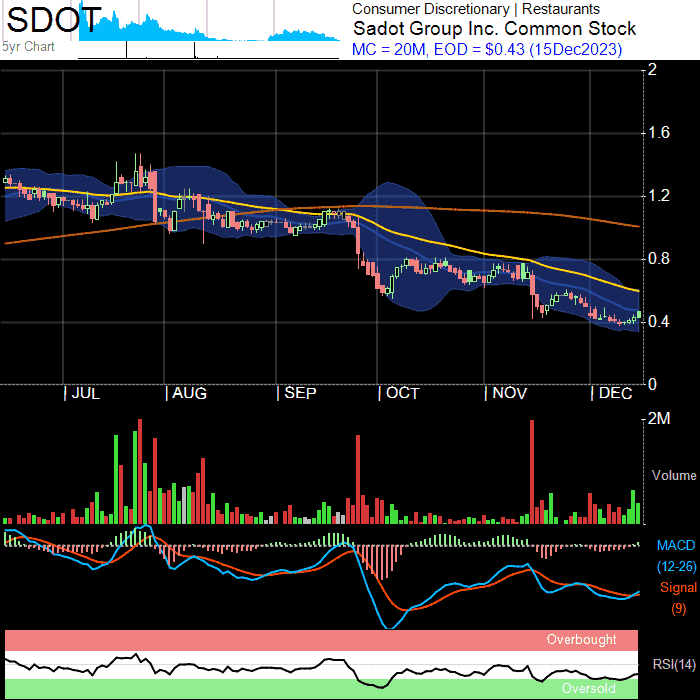 SDOT
5yr Chart
Consumer Discretionary | Restaurants
Sadot Group Inc. Common Stock
MC = 20M, EOD = $0.43 (15Dec2023)
2
1.6
1.2
0.8
0.4
0
| JUL | AUG | SEP | OCT | NOV | DEC
2M
Volume
MACD
(12-26)
Signal
(9)
Overbought
RSI(14)
Oversold